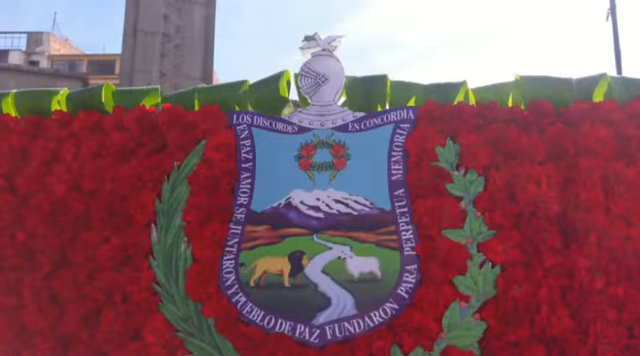 LOS DISCORDES
EN CONCORDIA
EN PAZ Y AMOR SE JUNTARON Y PUEBLO DE PAZ FUNDARON PARA PERPETUA MEMORIA